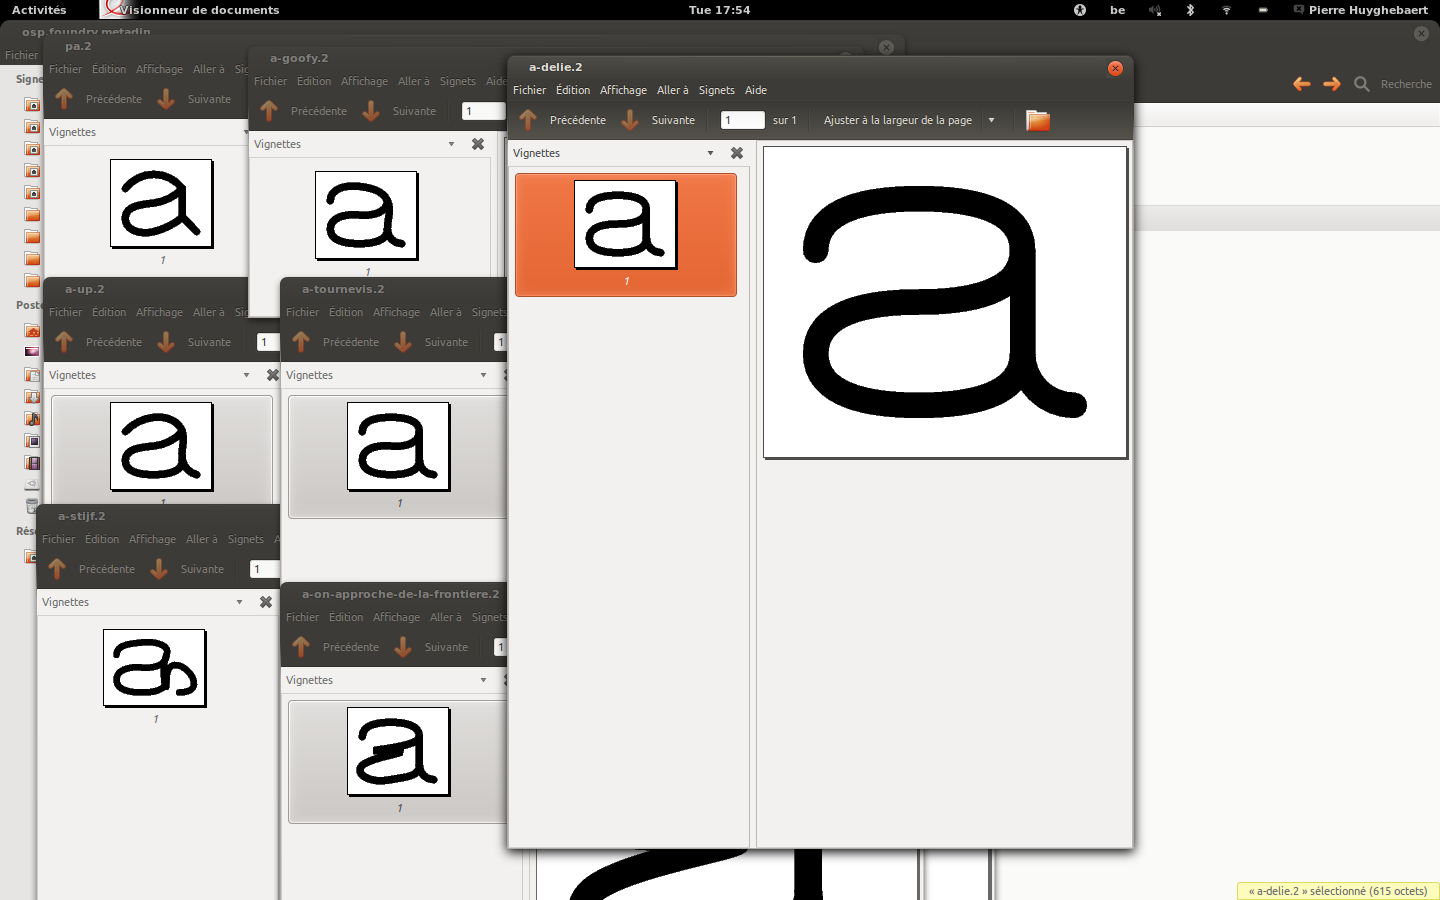 Activités
Visionneur de documents
Tue 17:54
be
Pierre Huyghebaert
osp.foundry.metadin
Fichier
Signe
Poste
Rése
Recherche
pa.2
Fichier Édition Affichage Aller à Sig
Précédente Suivante
Vignettes
a
1
a-goofy.2
Fichier Édition Affichage Aller à Signets Aide
Précédente Suivante 1
Vignettes
a
1
a-delie.2
Fichier Édition Affichage Aller à Signets Aide
Précédente Suivante 1 sur 1 Ajuster à la largeur de la page
Vignettes
a
1
a
a-up.2
Fichier Édition Affichage Aller à Sig
Précédente Suivante 1
Vignettes
a
1
a-tournevis.2
Fichier Édition Affichage Aller à Signets
Précédente Suivante 1
Vignettes
a
1
a-stijf.2
Fichier Édition Affichage Aller à Signets A
Précédente Suivante 1
Vignettes
a
1
a-on-approche-de-la-frontiere.2
Fichier Édition Affichage Aller à Signets
Précédente Suivante 1
Vignettes
a
1
« a-delie.2 » sélectionné (615 octets)